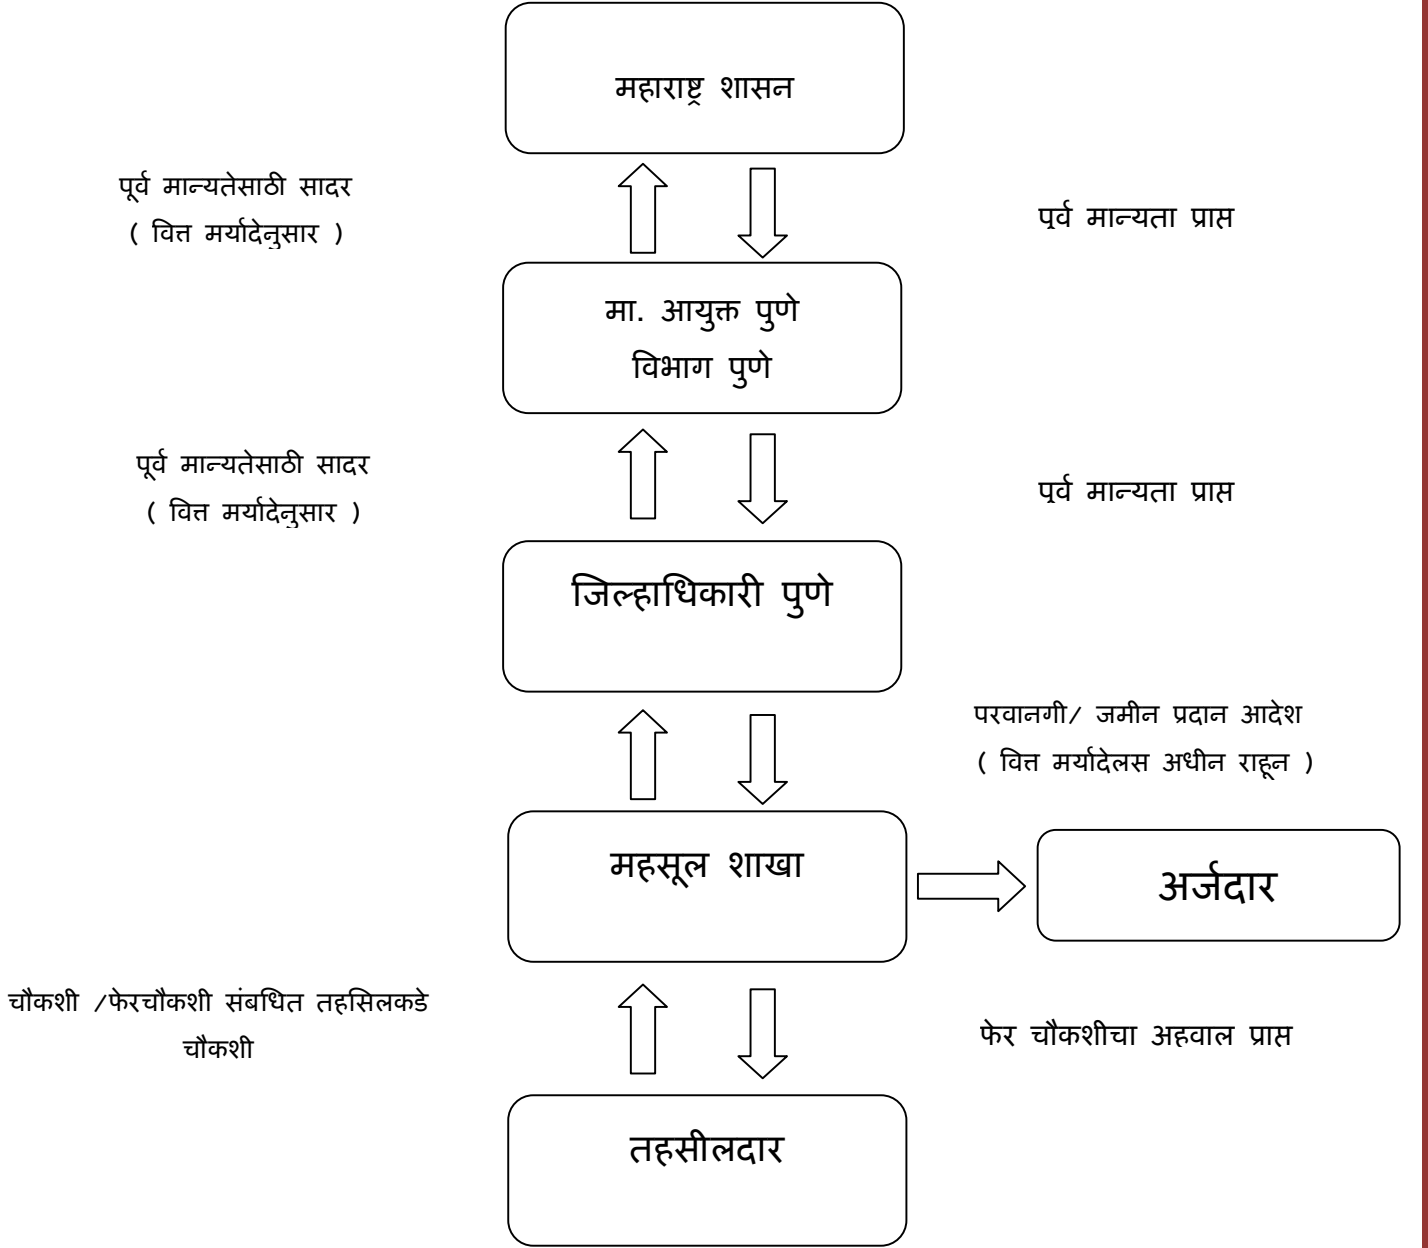 महाराष्ट्र शासन
पूर्व मान्यतेसाठी सादर
( वित्त मर्यादेनुसार )
पूर्व मान्यता प्राप्त
मा. आयुक्त पुणे
विभाग पुणे
पूर्व मान्यतेसाठी सादर
( वित्त मर्यादेनुसार )
पूर्व मान्यता प्राप्त
जिल्हाधिकारी पुणे
परवानगी/ जमीन प्रदान आदेश
( वित्त मर्यादेलस अधीन राहून )
महसूल शाखा
अर्जदार
चौकशी /फेरचौकशी संबधित तहसिलकडे
चौकशी
फेर चौकशीचा अहवाल प्राप्त
तहसीलदार